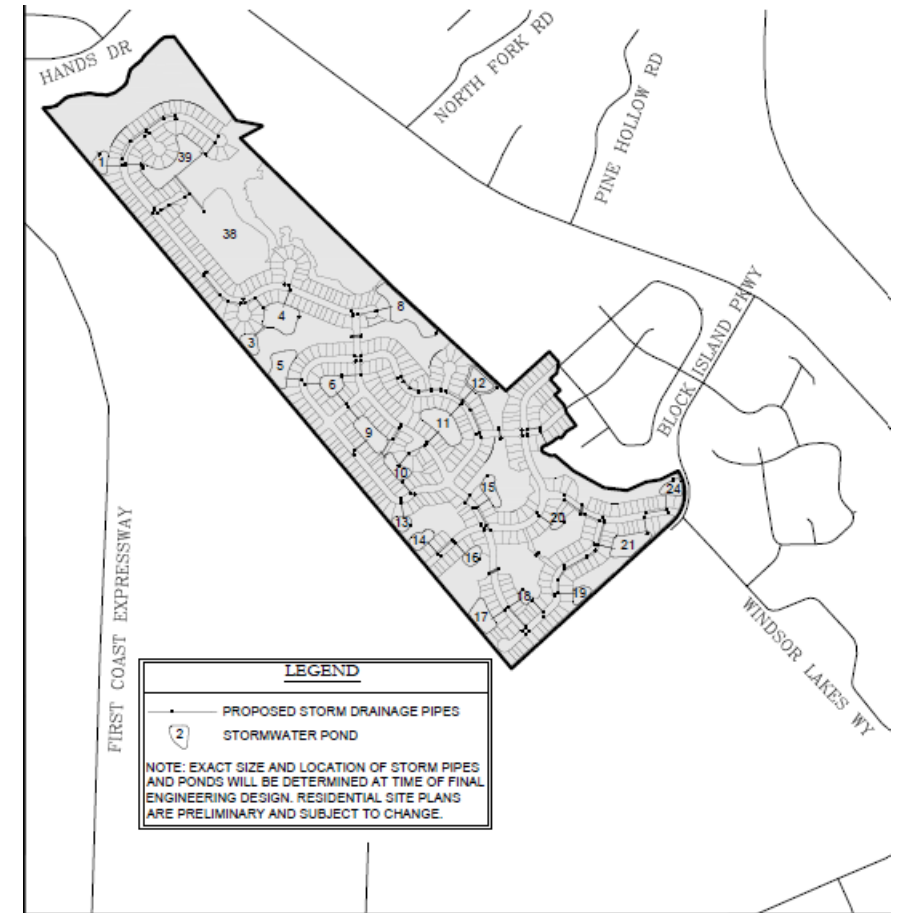 HANDS DR
NORTH FORK RD
PINE HOLLOW RD
1
39
38
8
4
3
5
6
12
BLOCK ISLAND PKWY
11
9
10
15
24
13
20
14
21
16
18
19
17
FIRST COAST EXPRESSWAY
WINDSOR LAKES WY
LEGEND
PROPOSED STORM DRAINAGE PIPES
2
STORMWATER POND
NOTE: EXACT SIZE AND LOCATION OF STORM PIPES
AND PONDS WILL BE DETERMINED AT TIME OF FINAL
ENGINEERING DESIGN. RESIDENTIAL SITE PLANS
ARE PRELIMINARY AND SUBJECT TO CHANGE.